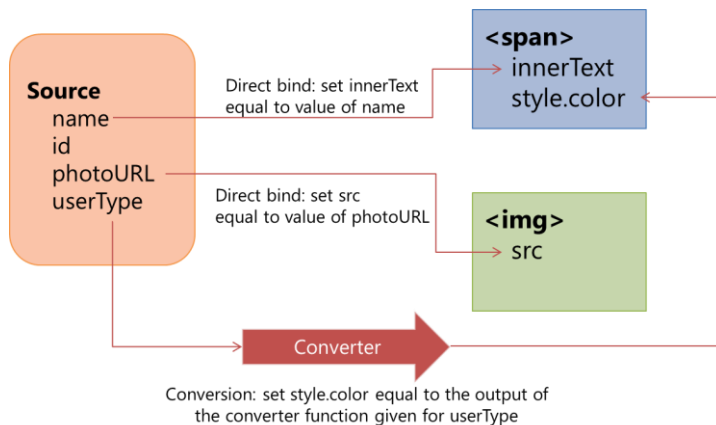 Source
name
id
photoURL
userType
Direct bind: set innerText
equal to value of name
<span>
innerText
style.color
Direct bind: set src
equal to value of photoURL
<img>
src
Converter
Conversion: set style.color equal to the output of
the converter function given for userType